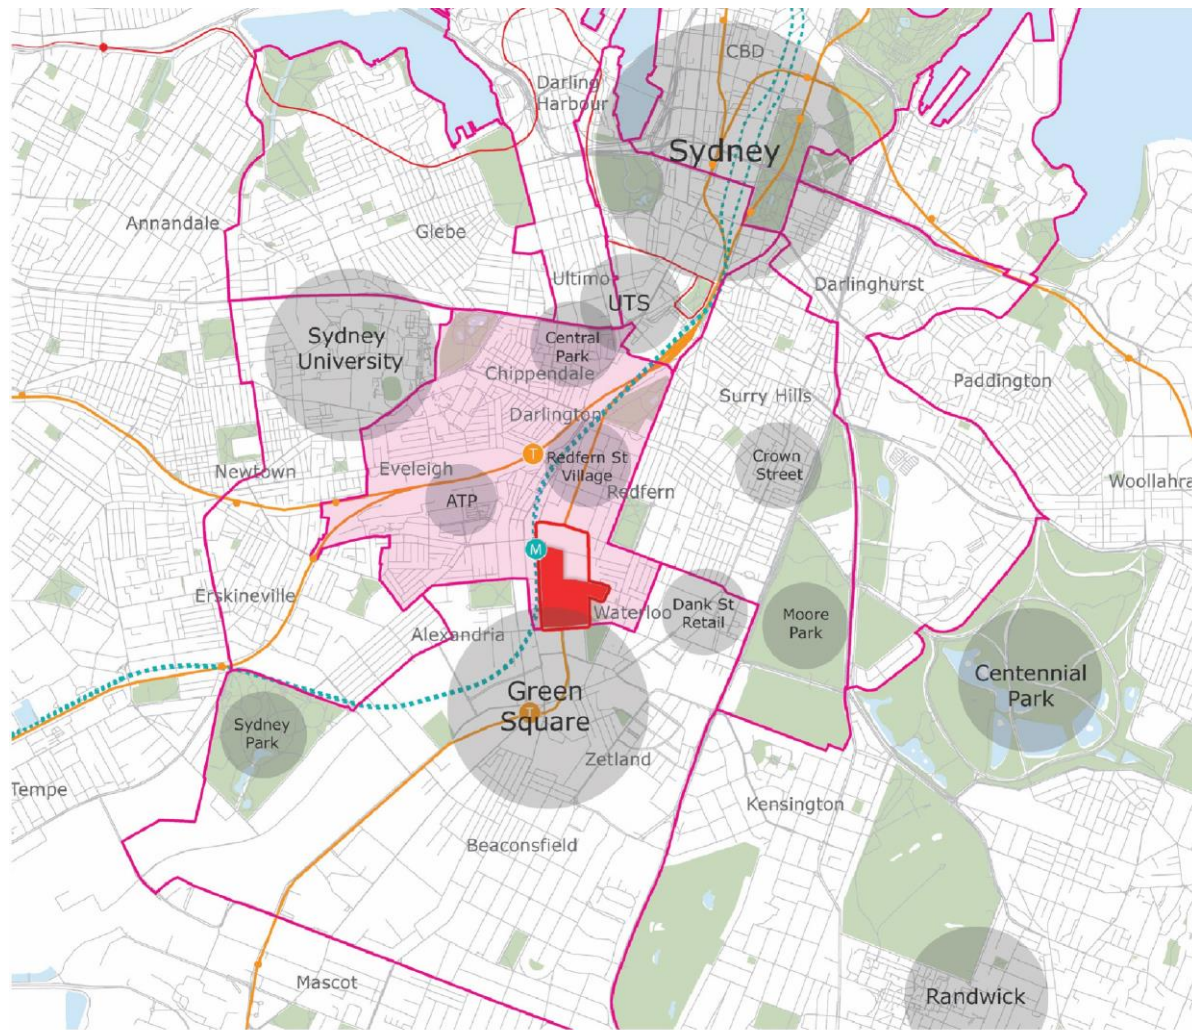 CBD
Darling
Harbour
Sydney
Annandale
Glebe
Ultimo
Darlinghurst
UTS
Sydney
University
Central
Park
Chippendale
Paddington
Surry Hills
Darlington
T
Redfern St
Village
Crown
Street
Newtown
Eveleigh
ATP
Redfern
Woollahra
M
Erskineville
Waterloo
Dank St
Retail
Moore
Park
Alexandria
Centennial
Park
Green
Square
T
Sydney
Park
Zetland
Tempe
Kensington
Beaconsfield
Mascot
Randwick